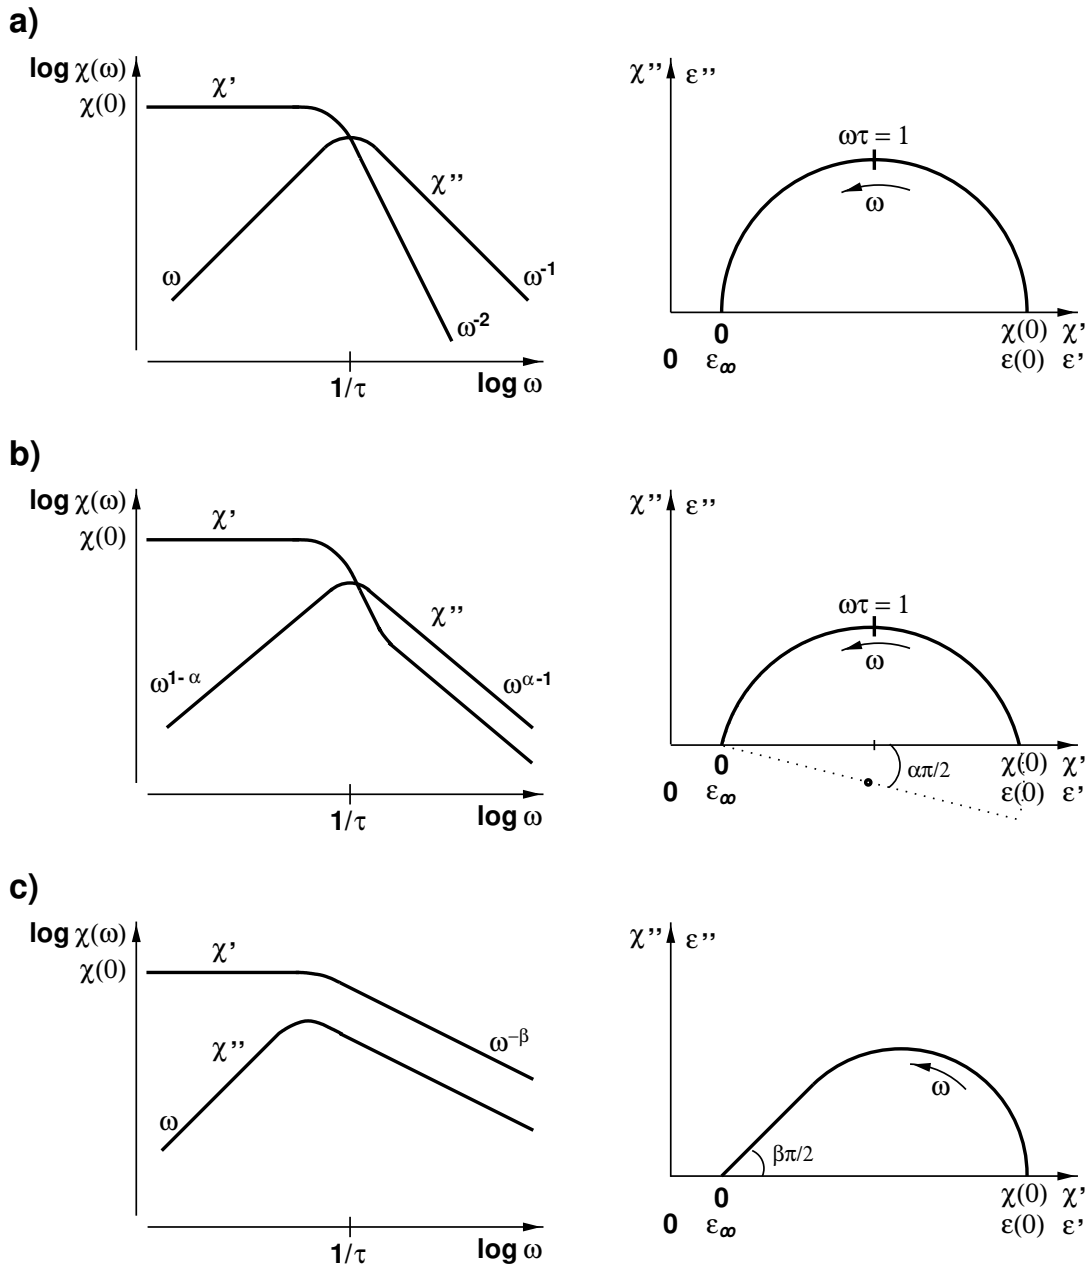 a)
log χ(ω)
χ(0)
χ'
χ''
ω
ω-1
ω-2
1/τ
log ω
χ'' ε''
ωτ = 1
ω
0
χ(0) χ'
0 ε∞
ε(0) ε'
b)
log χ(ω)
χ(0)
χ'
χ''
ω1-α
ωα-1
1/τ
log ω
χ'' ε''
ωτ = 1
ω
απ/2
0
χ(0) χ'
0 ε∞
ε(0) ε'
c)
log χ(ω)
χ(0)
χ'
χ''
ω−β
ω
1/τ
log ω
χ'' ε''
ω
βπ/2
0
χ(0) χ'
0 ε∞
ε(0) ε'